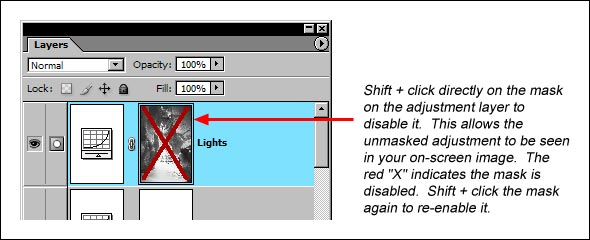 Layers
Normal Opacity: 100%
Lock: Fill: 100%
Lights
Shift + click directly on the mask
on the adjustment layer to
disable it.  This allows the
unmasked adjustment to be seen
in your on-screen image.  The
red "X" indicates the mask is
disabled.  Shift + click the mask
again to re-enable it.